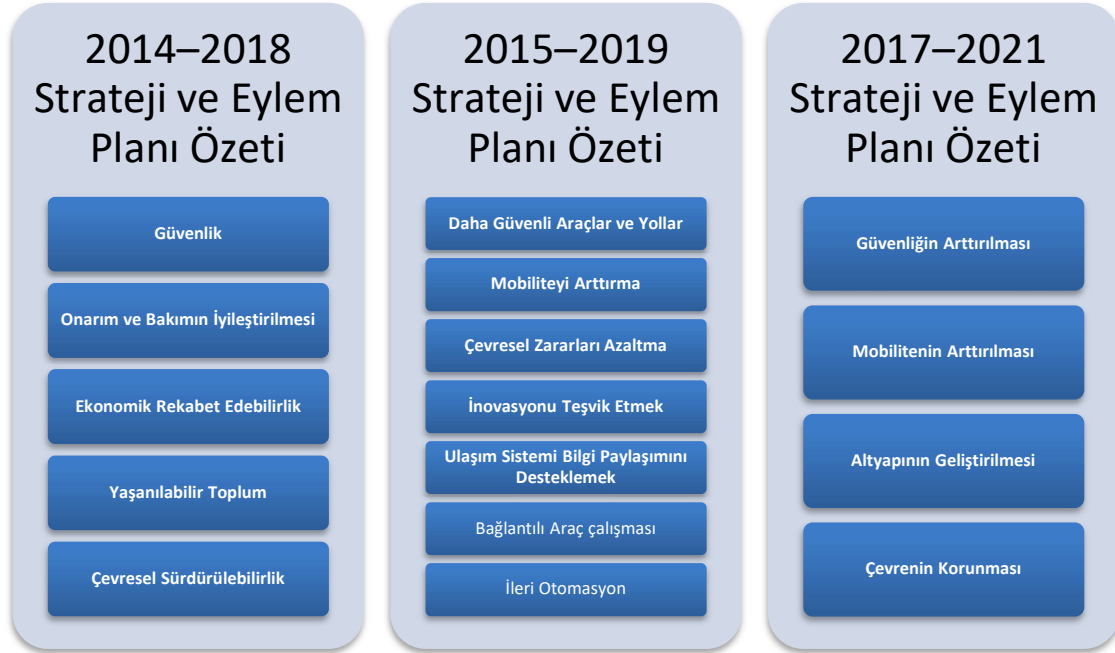 2014–2018
Strateji ve Eylem
Planı Özeti
Güvenlik
Onarım ve Bakımın İyileştirilmesi
Ekonomik Rekabet Edebilirlik
Yaşanılabilir Toplum
Çevresel Sürdürülebilirlik
2015–2019
Strateji ve Eylem
Planı Özeti
Daha Güvenli Araçlar ve Yollar
Mobiliteyi Arttırma
Çevresel Zararları Azaltma
İnovasyonu Teşvik Etmek
Ulaşım Sistemi Bilgi Paylaşımını
Desteklemek
Bağlantılı Araç çalışması
İleri Otomasyon
2017–2021
Strateji ve Eylem
Planı Özeti
Güvenliğin Arttırılması
Mobilitenin Arttırılması
Altyapının Geliştirilmesi
Çevrenin Korunması